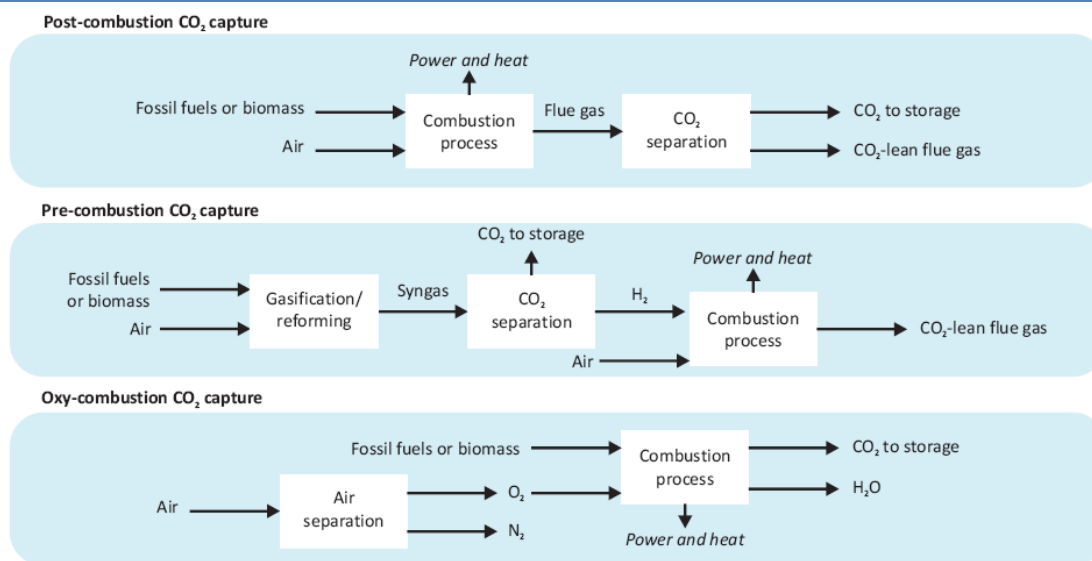 Post-combustion CO₂ capture
Power and heat
Fossil fuels or biomass
Air
Combustion
process
Flue gas
CO₂
separation
CO₂ to storage
CO₂-lean flue gas
Pre-combustion CO₂ capture
CO₂ to storage
Power and heat
Fossil fuels
or biomass
Air
Gasification/
reforming
Syngas
CO₂
separation
H₂
Air
Combustion
process
CO₂-lean flue gas
Oxy-combustion CO₂ capture
Fossil fuels or biomass
Air
Air
separation
O₂
N₂
Combustion
process
CO₂ to storage
H₂O
Power and heat